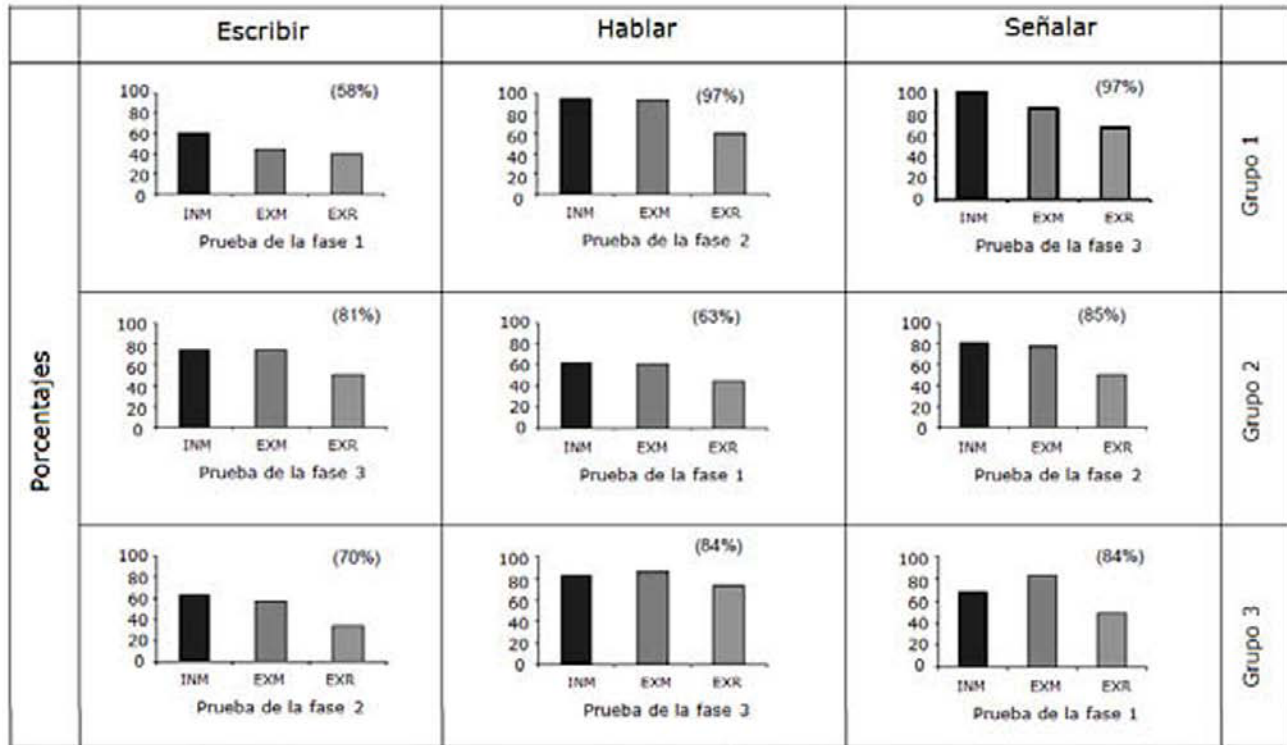 Escribir Hablar Señalar
Porcentajes
Grupo 1
(58%)
100
80
60
40
20
0
INM EXM EXR
Prueba de la fase 1
(97%)
100
80
60
40
20
0
INM EXM EXR
Prueba de la fase 2
(97%)
100
80
60
40
20
0
INM EXM EXR
Prueba de la fase 3
Grupo 2
(81%)
100
80
60
40
20
0
INM EXM EXR
Prueba de la fase 3
(63%)
100
80
60
40
20
0
INM EXM EXR
Prueba de la fase 1
(85%)
100
80
60
40
20
0
INM EXM EXR
Prueba de la fase 2
Grupo 3
(70%)
100
80
60
40
20
0
INM EXM EXR
Prueba de la fase 2
(84%)
100
80
60
40
20
0
INM EXM EXR
Prueba de la fase 3
(84%)
100
80
60
40
20
0
INM EXM EXR
Prueba de la fase 1